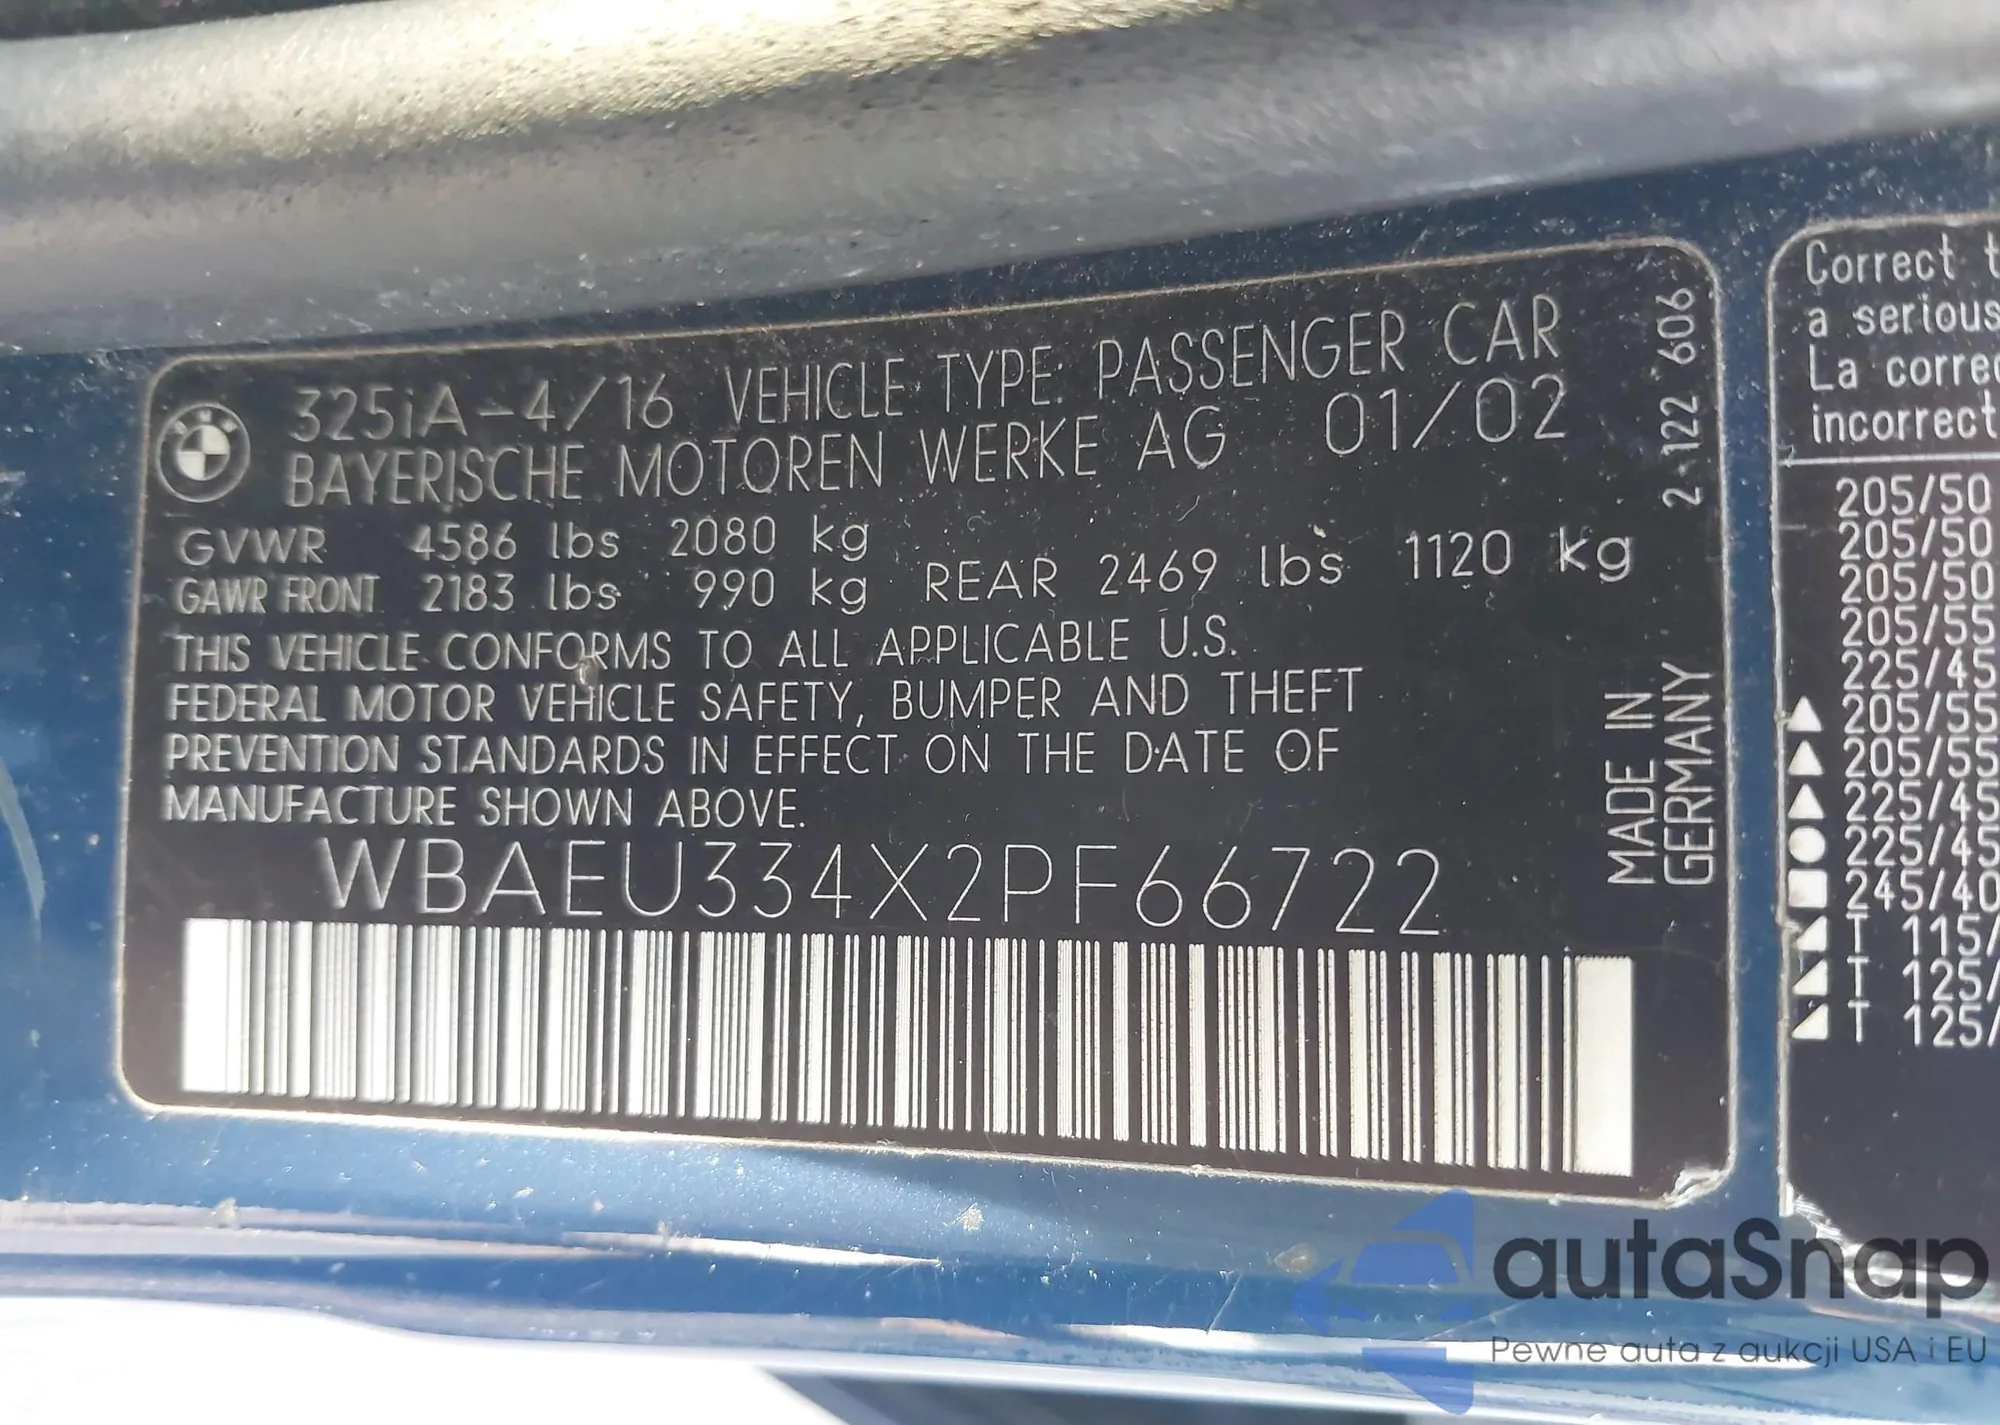 325iA-4/16 VEHICLE TYPE: PASSENGER CAR
BAYERISCHE MOTOREN WERKE AG 01/02
GVWR 4586 lbs 2080 kg
GAWR FRONT 2183 lbs 990 kg REAR 2469 lbs 1120 kg
THIS VEHICLE CONFORMS TO ALL APPLICABLE U.S.
FEDERAL MOTOR VEHICLE SAFETY, BUMPER AND THEFT
PREVENTION STANDARDS IN EFFECT ON THE DATE OF
MANUFACTURE SHOWN ABOVE.
WBAEU334X2PF66722
2 122 606
MADE IN
GERMANY
Correct t
a serious
La corre
incorrect
205/50
205/50
205/50
205/55
225/45
205/55
205/55
225/45
225/45
245/40
T 115/
T 125/
T 125/
autaSnap
Pewne auta z aukcji USA i EU